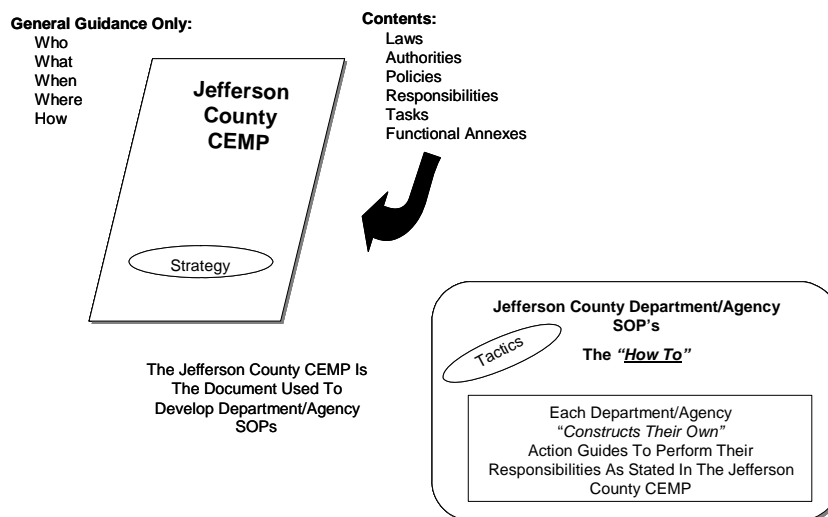 General Guidance Only:
Who
What
When
Where
How
Contents:
Laws
Authorities
Policies
Responsibilities
Tasks
Functional Annexes
Jefferson
County
CEMP
Strategy
The Jefferson County CEMP Is
The Document Used To
Develop Department/Agency
SOPs
Jefferson County Department/Agency
SOP's
Tactics
The "How To"
Each Department/Agency
"Constructs Their Own"
Action Guides To Perform Their
Responsibilities As Stated In The Jefferson
County CEMP